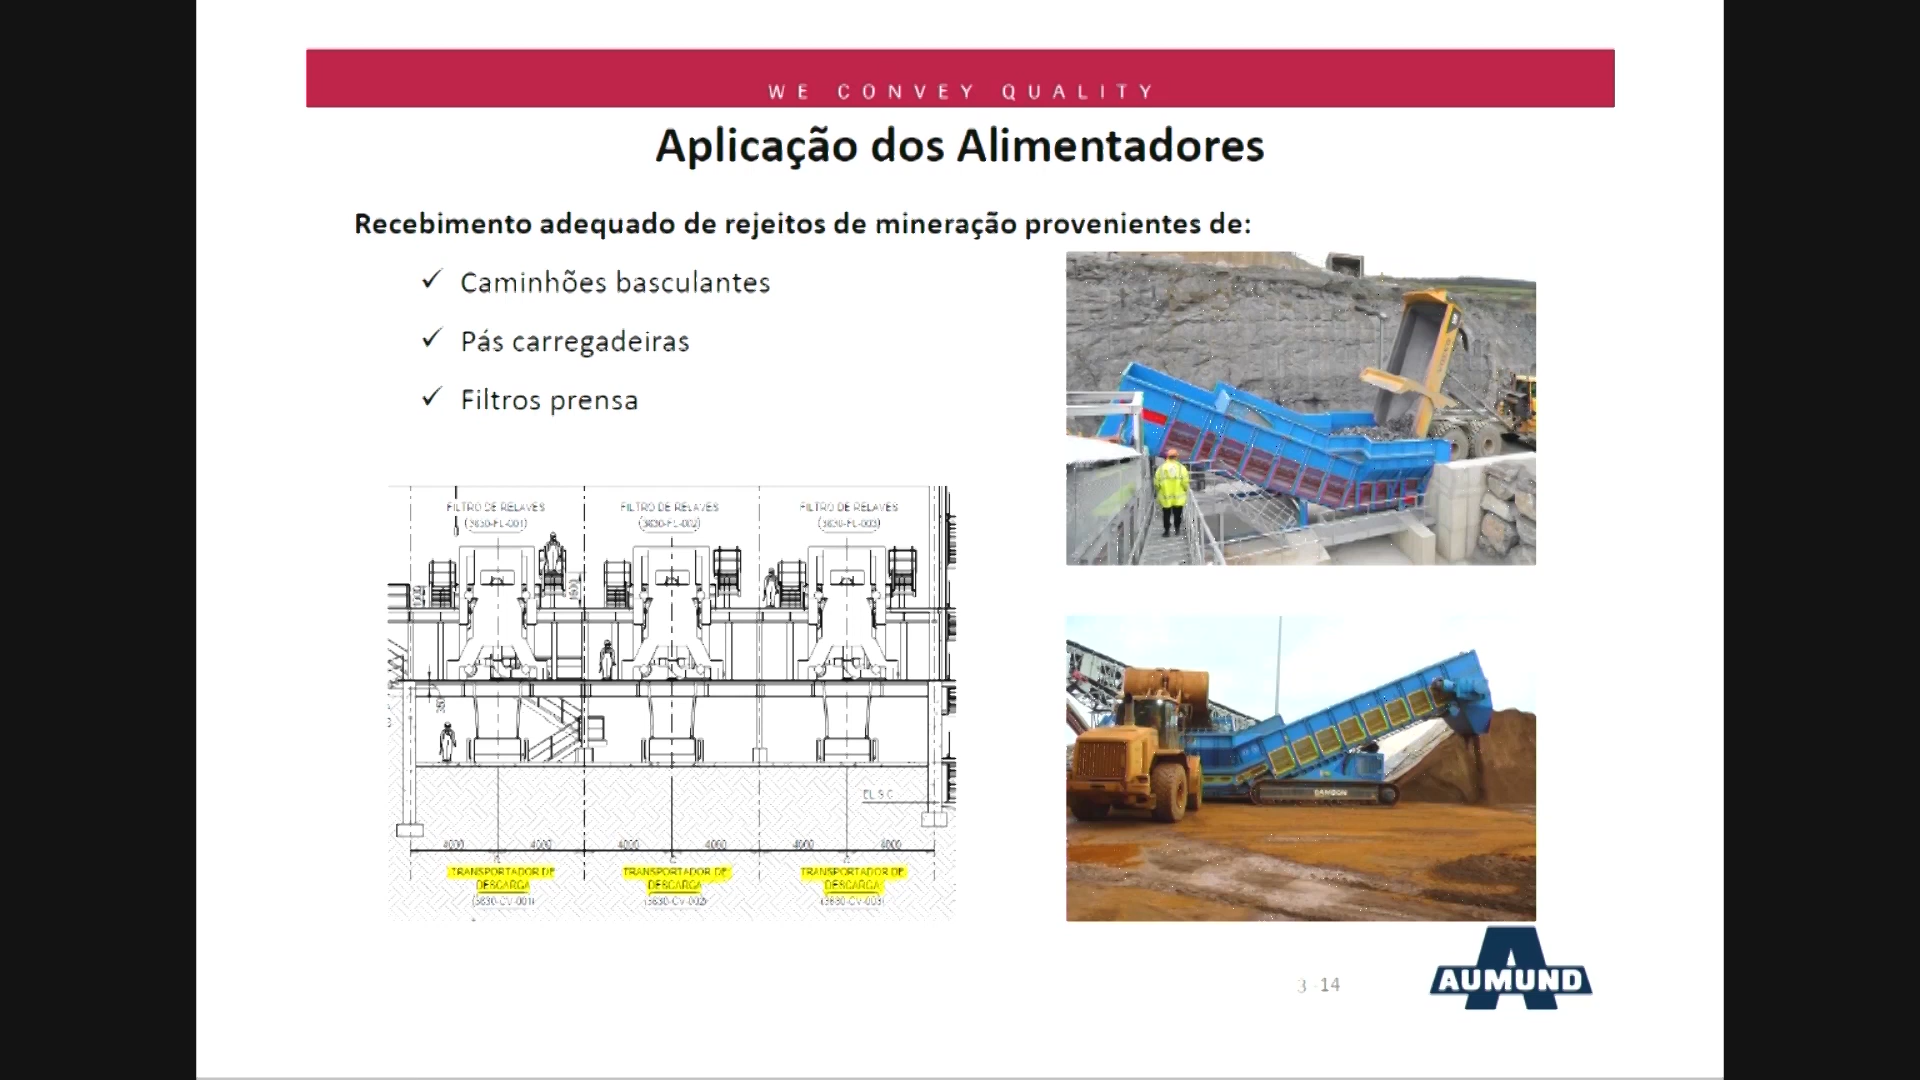 WE CONVEY QUALITY
Aplicação dos Alimentadores
Recebimento adequado de rejeitos de mineração provenientes de:
✓ Caminhões basculantes
✓ Pás carregadeiras
✓ Filtros prensa
FILTRO DE RELAVES FILTRO DE RELAVES FILTRO DE RELAVES
(3630-FL-001) (3630-FL-002) (3630-FL-003)
4000 4000 4000 4000 4000 4000
TRANSPORTADOR DE TRANSPORTADOR DE TRANSPORTADOR DE
DESCARGA DESCARGA DESCARGA
(3630-CV-001) (3630-CV-002) (3630-CV-003)
SAMSON
3 -14
AUMUND